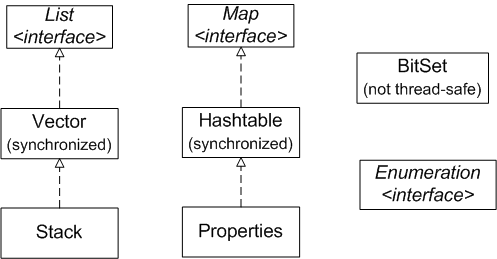 List
<interface>
Map
<interface>
BitSet
(not thread-safe)
Vector
(synchronized)
Hashtable
(synchronized)
Enumeration
<interface>
Stack
Properties